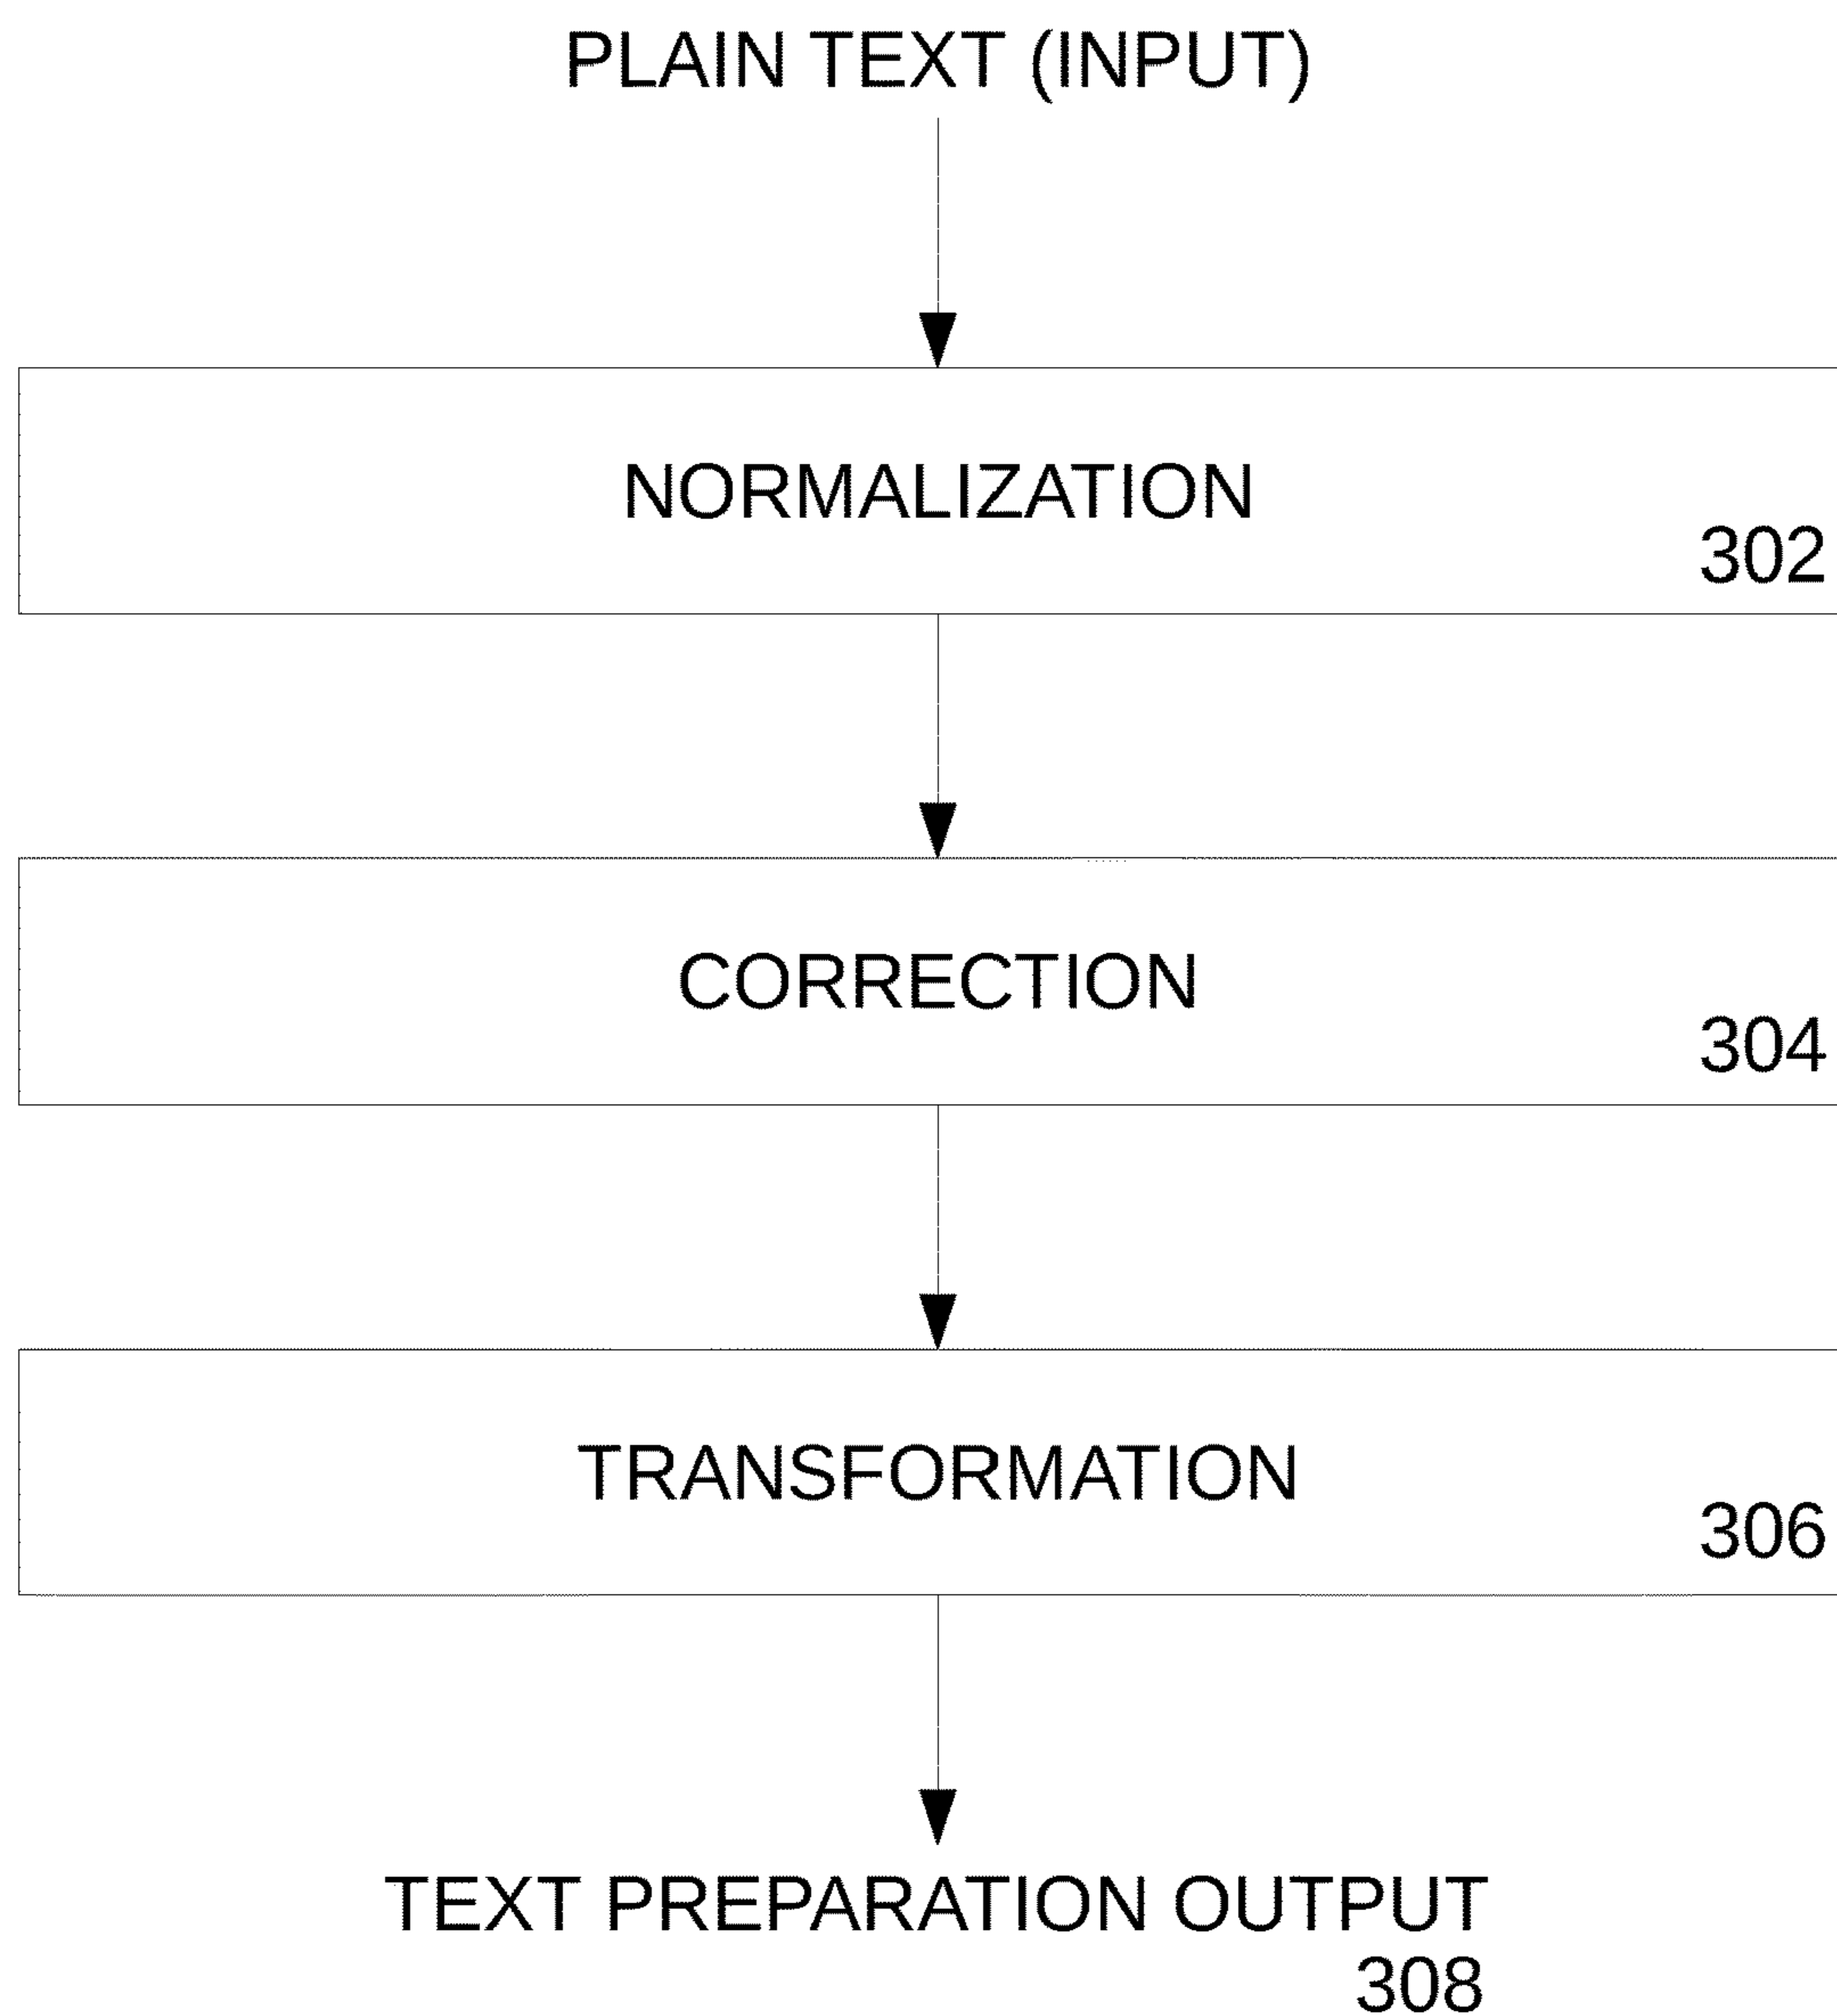 PLAIN TEXT (INPUT)
NORMALIZATION
302
CORRECTION
304
TRANSFORMATION
306
TEXT PREPARATION OUTPUT
308